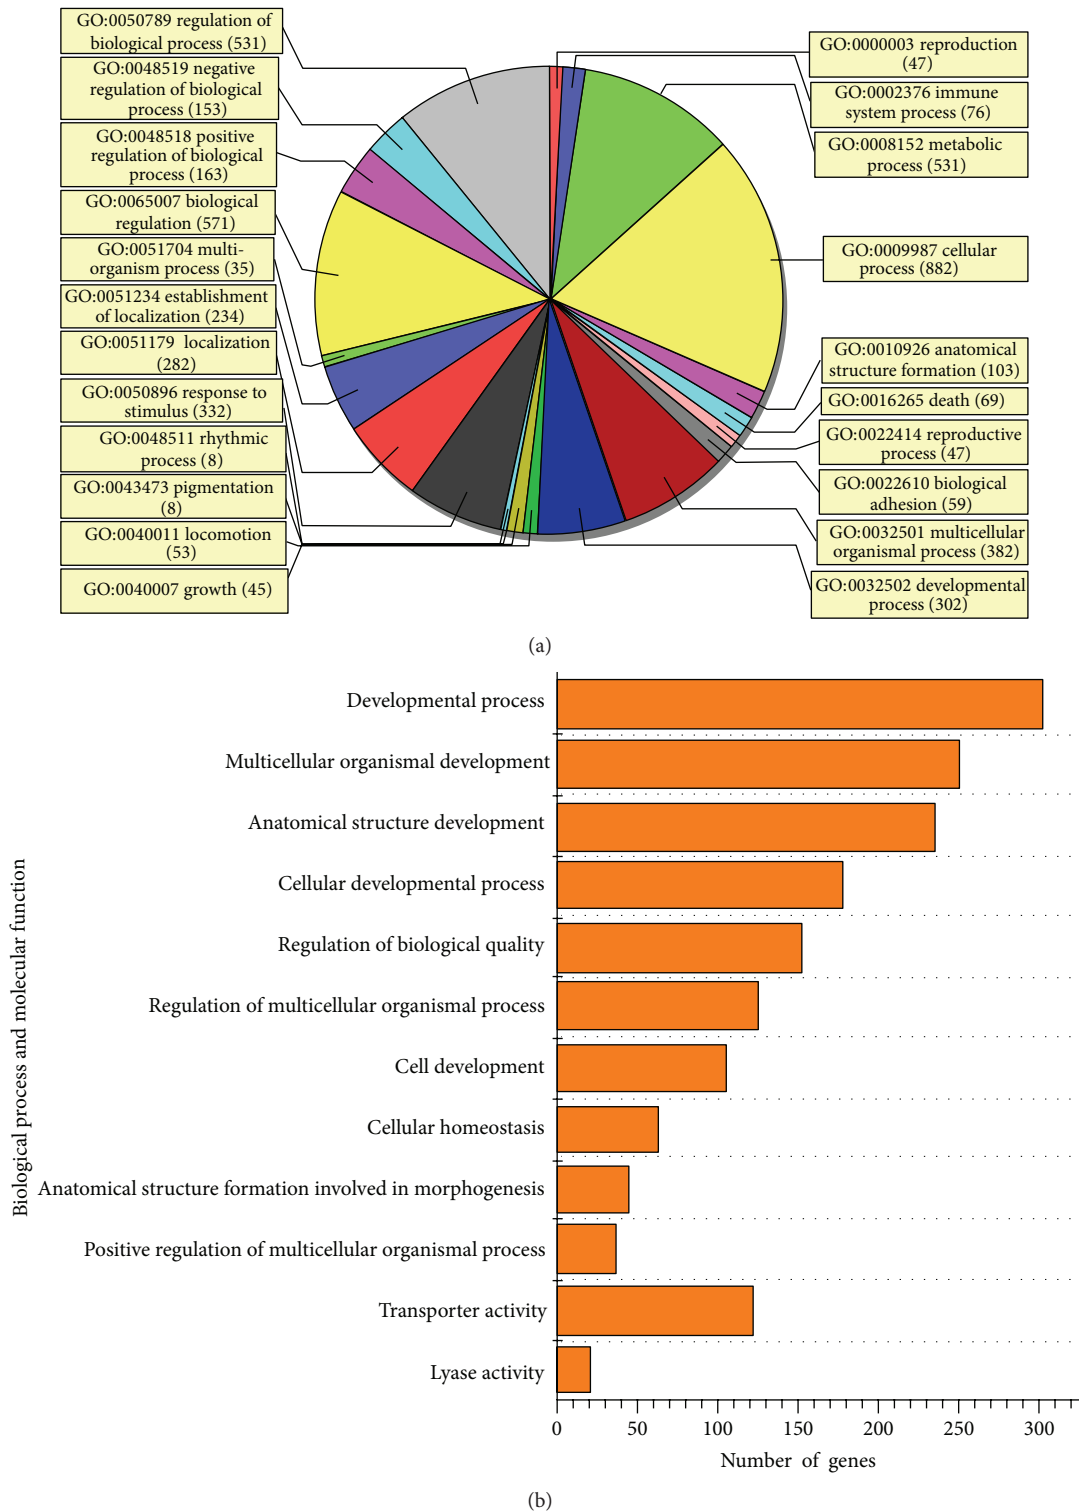 GO:0050789 regulation of
biological process (531)
GO:0048519 negative
regulation of biological
process (153)
GO:0048518 positive
regulation of biological
process (163)
GO:0065007 biological
regulation (571)
GO:0051704 multi-
organism process (35)
GO:0051234 establishment
of localization (234)
GO:0051179 localization
(282)
GO:0050896 response to
stimulus (332)
GO:0048511 rhythmic
process (8)
GO:0043473 pigmentation
(8)
GO:0040011 locomotion
(53)
GO:0040007 growth (45)
GO:0000003 reproduction
(47)
GO:0002376 immune
system process (76)
GO:0008152 metabolic
process (531)
GO:0009987 cellular
process (882)
GO:0010926 anatomical
structure formation (103)
GO:0016265 death (69)
GO:0022414 reproductive
process (47)
GO:0022610 biological
adhesion (59)
GO:0032501 multicellular
organismal process (382)
GO:0032502 developmental
process (302)
(a)
Biological process and molecular function
Developmental process
Multicellular organismal development
Anatomical structure development
Cellular developmental process
Regulation of biological quality
Regulation of multicellular organismal process
Cell development
Cellular homeostasis
Anatomical structure formation involved in morphogenesis
Positive regulation of multicellular organismal process
Transporter activity
Lyase activity
0 50 100 150 200 250 300
Number of genes
(b)